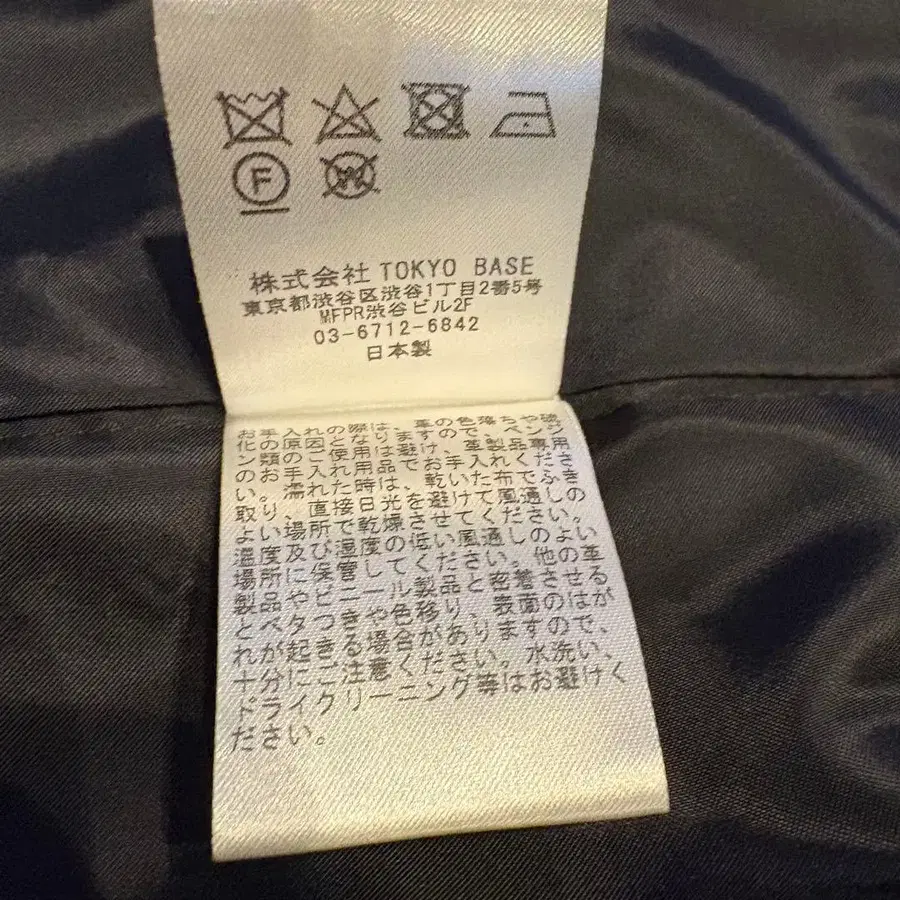 株式会社 TOKYO BASE
東京都渋谷区渋谷1丁目2番5号
MFPR渋谷ビル2F
03-6712-6842
日本製
お手入れの際は、革の色落ちや硬
化の原因となりますので、ベンジ
ン類のご使用は避け、革製品専用
のお手入れ用品でお手入れくださ
い。濡れた時は、乾いた布でふき
取り、直接日光を避けて風通しの
よい場所で乾燥させてください。
温度及び湿度の低い風通しのよい
場所に保管してください。他の革
製品やビニール製品と密着させる
とベタつきや色移り、表面のはが
れが起きる場合がありますので、
十分にご注意ください。水洗い、
ドライクリーニング等はお避けく
ださい。